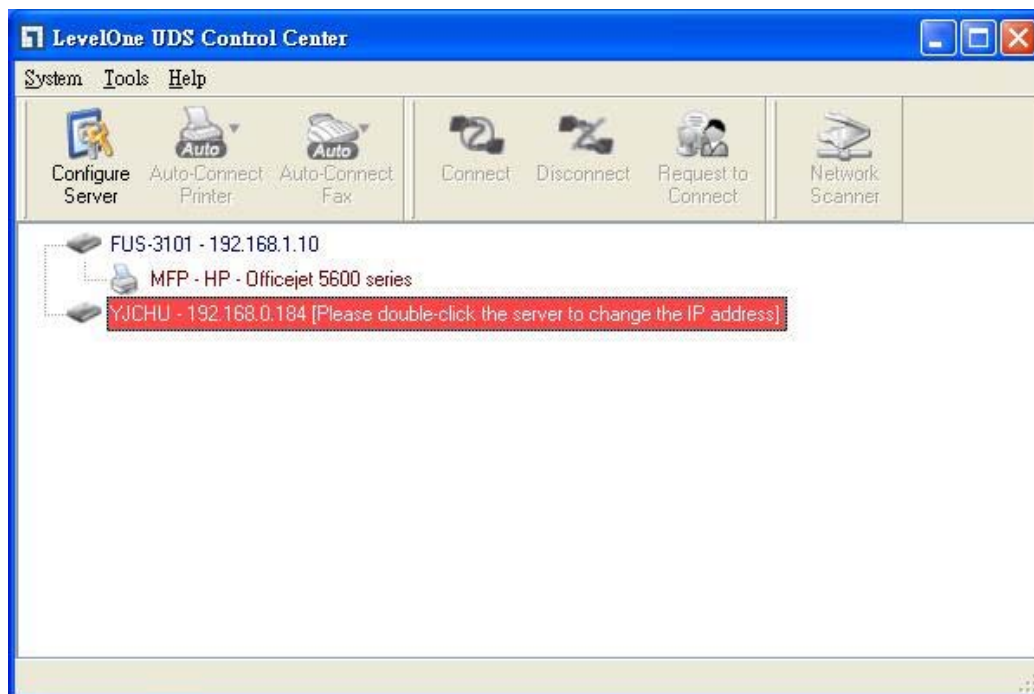 LevelOne UDS Control Center
System Tools Help
Configure Server
Auto Auto-Connect Printer
Auto Auto-Connect Fax
Connect
Disconnect
Request to Connect
Network Scanner
FUS-3101 - 192.168.1.10
MFP - HP - Officejet 5600 series
YJCHU - 192.168.0.184 [Please double-click the server to change the IP address]